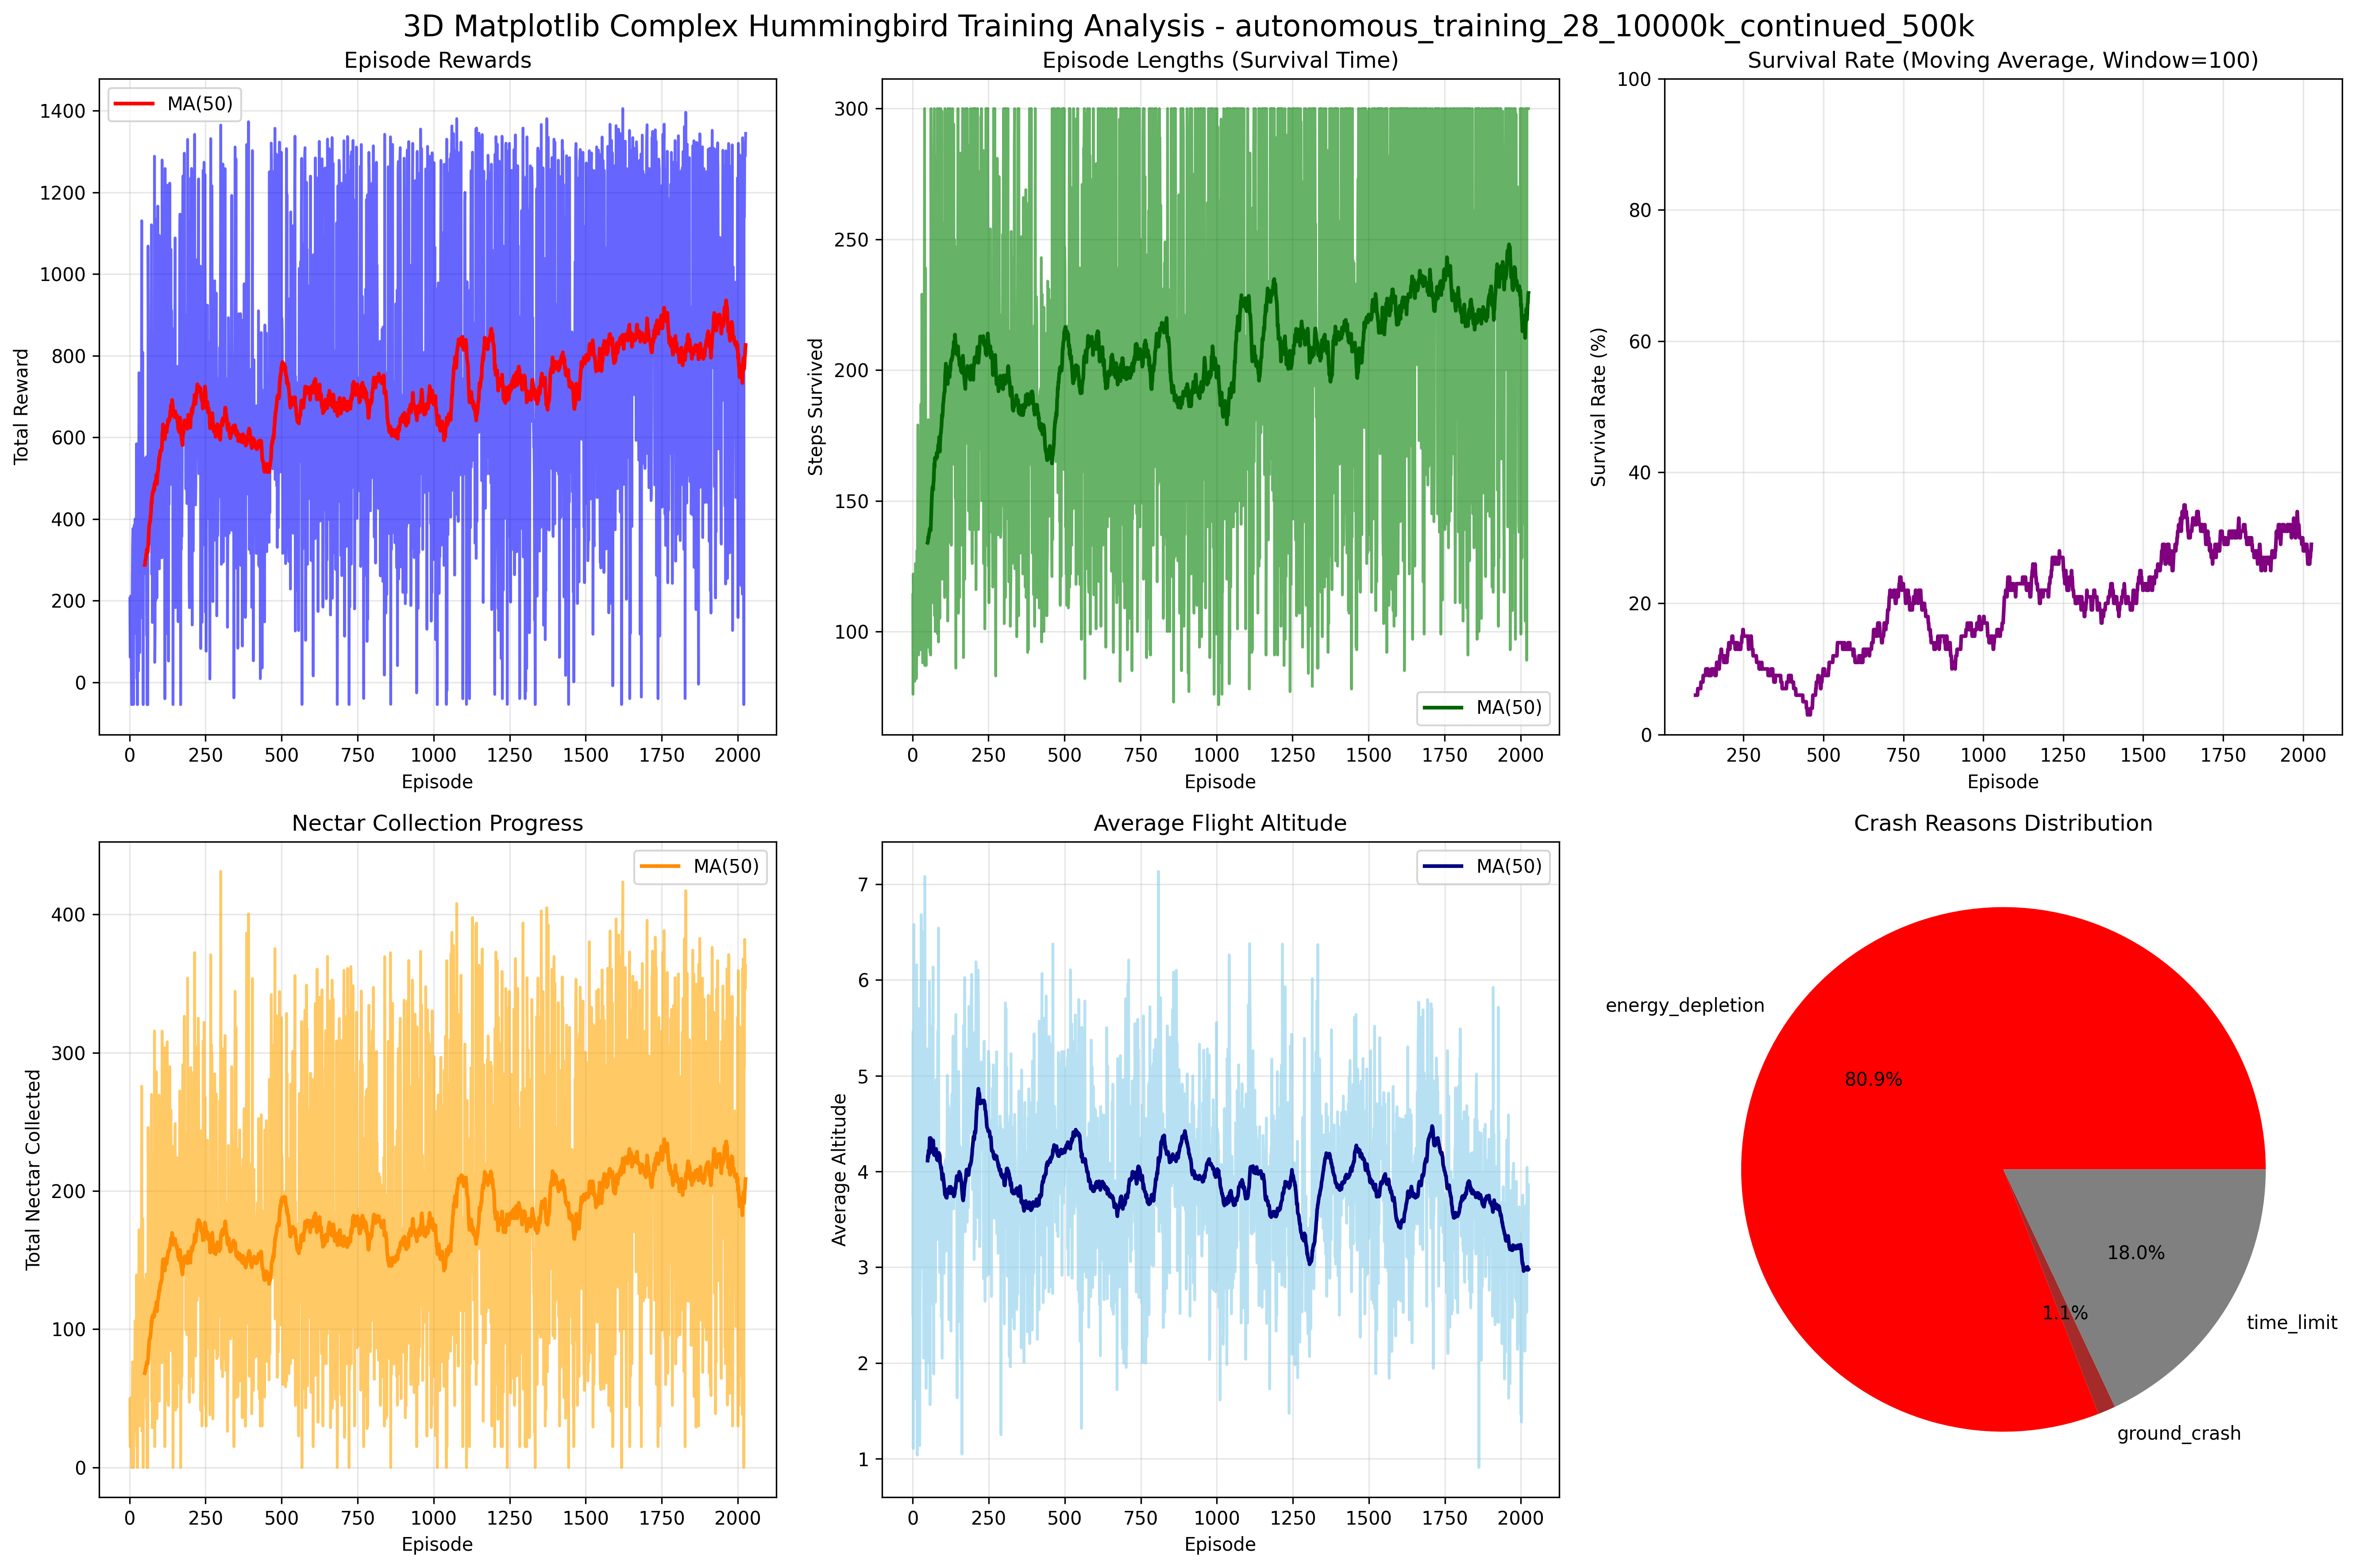 3D Matplotlib Complex Hummingbird Training Analysis - autonomous_training_28_10000k_continued_500k
Episode Rewards
MA(50)
1400
1200
1000
800
600
400
200
0
Total Reward
0 250 500 750 1000 1250 1500 1750 2000
Episode
Episode Lengths (Survival Time)
300
250
200
150
100
Steps Survived
MA(50)
0 250 500 750 1000 1250 1500 1750 2000
Episode
Survival Rate (Moving Average, Window=100)
100
80
60
40
20
0
Survival Rate (%)
250 500 750 1000 1250 1500 1750 2000
Episode
Nectar Collection Progress
MA(50)
400
300
200
100
0
Total Nectar Collected
0 250 500 750 1000 1250 1500 1750 2000
Episode
Average Flight Altitude
MA(50)
7
6
5
4
3
2
1
Average Altitude
0 250 500 750 1000 1250 1500 1750 2000
Episode
Crash Reasons Distribution
energy_depletion
80.9%
18.0%
1.1%
time_limit
ground_crash